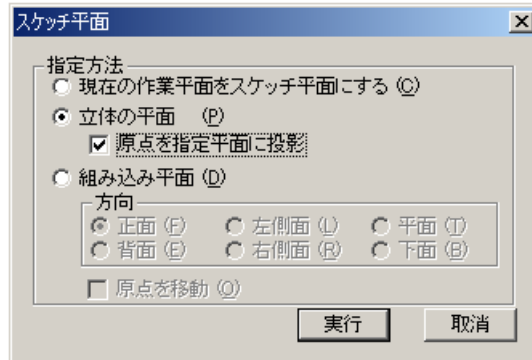 スケッチ平面
指定方法
現在の作業平面をスケッチ平面にする (C)
立体の平面 (P)
原点を指定平面に投影
組み込み平面 (D)
方向
正面 (F) 左側面 (L) 平面 (T)
背面 (E) 右側面 (R) 下面 (B)
原点を移動 (O)
実行 取消